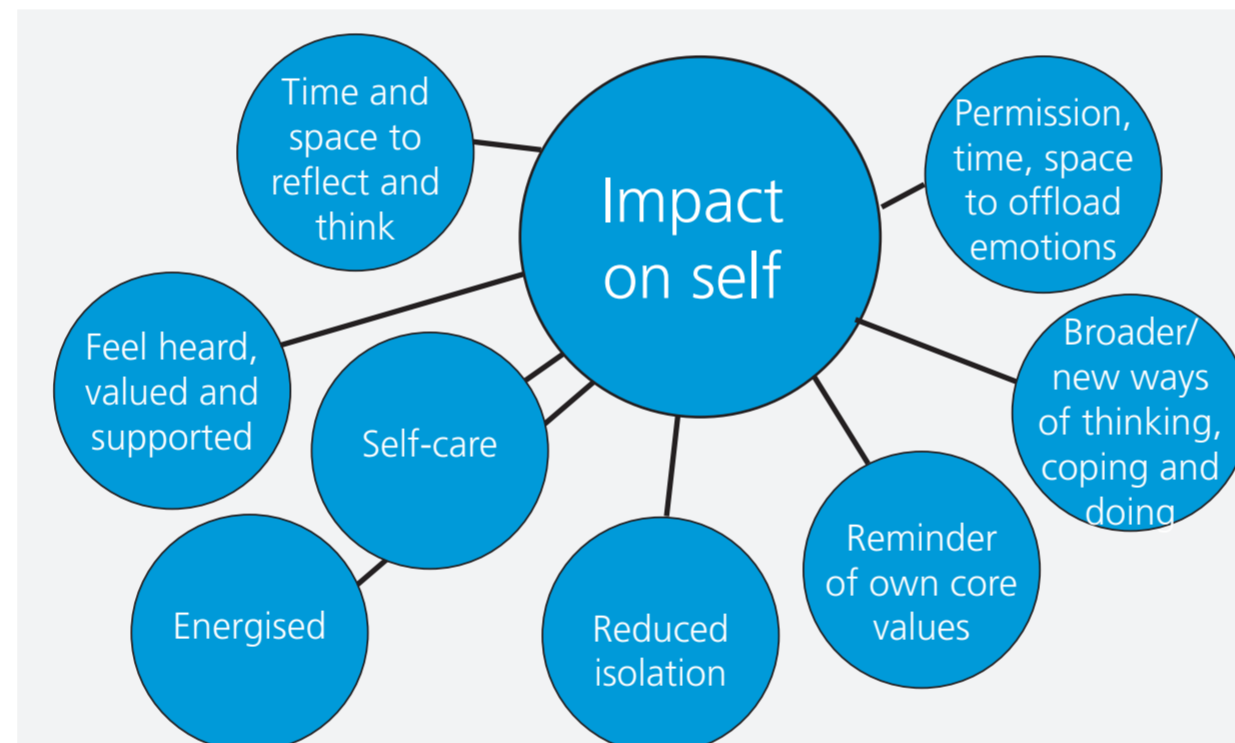 Impact
on self
Time and
space to
reflect and
think
Permission,
time, space
to offload
emotions
Feel heard,
valued and
supported
Self-care
Broader/
new ways
of thinking,
coping and
doing
Energised
Reduced
isolation
Reminder
of own core
values